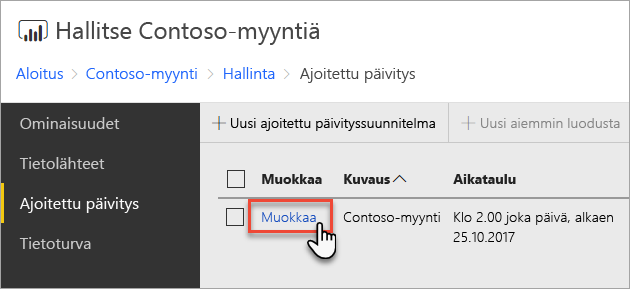 Hallitse Contoso-myyntiä
Aloitus > Contoso-myynti > Hallinta > Ajoitettu päivitys
Ominaisuudet
Tietolähteet
Ajoitettu päivitys
Tietoturva
+ Uusi ajoitettu päivityssuunnitelma + Uusi aiemmin luodusta
Muokkaa Kuvaus Aikataulu
Muokkaa Contoso-myynti Klo 2.00 joka päivä, alkaen
25.10.2017